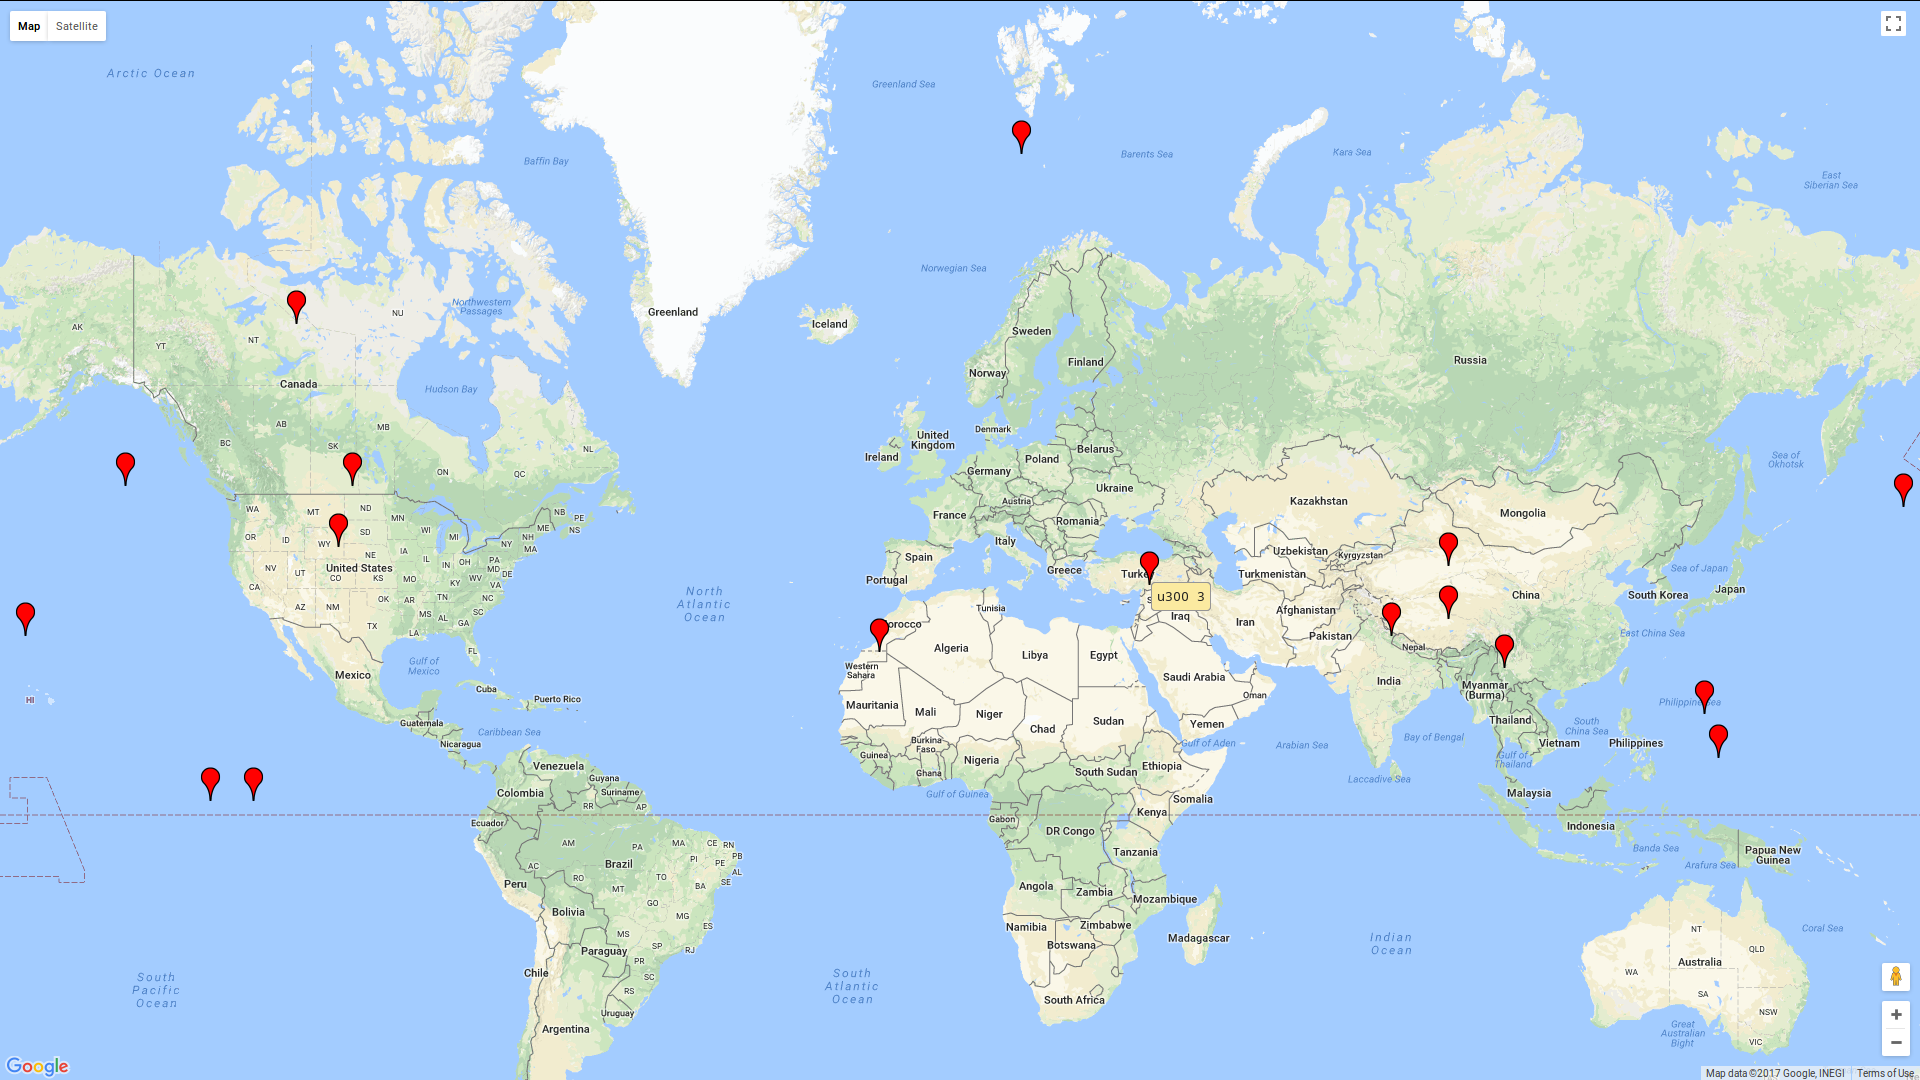 Map
Satellite
Arctic Ocean
Greenland Sea
Barents Sea
Kara Sea
East
Siberian Sea
Baffin Bay
Norwegian Sea
Northwestern
Passages
Greenland
Iceland
AK
YT
NT
NU
Canada
Hudson Bay
Sweden
Finland
Norway
Russia
BC
AB
SK
MB
ON
QC
NL
United
Kingdom
Ireland
Denmark
Belarus
Poland
Germany
Ukraine
Austria
France
Romania
Italy
Spain
Portugal
Greece
Kazakhstan
Mongolia
Sea of
Okhotsk
WA
MT
ND
MN
OR
ID
WY
SD
WI
MI
NY
NB
PE
NS
ME
NH
MA
NE
IA
IL
IN
OH
PA
MD
DE
NV
UT
United States
CO
KS
MO
KY
WV
VA
CA
AZ
NM
OK
AR
TN
NC
MS
AL
SC
GA
TX
LA
FL
Uzbekistan
Kyrgyzstan
Turkmenistan
Afghanistan
Iran
Iraq
Pakistan
Nepal
China
South Korea
Sea of Japan
Japan
East China Sea
u300 3
North
Atlantic
Ocean
Tunisia
Algeria
Libya
Egypt
Western
Sahara
Saudi Arabia
Oman
Yemen
Mauritania
Mali
Niger
Chad
Sudan
Gulf of
Mexico
Mexico
Cuba
Puerto Rico
HI
Guatemala
Caribbean Sea
Nicaragua
India
Myanmar
(Burma)
Thailand
Vietnam
South
China Sea
Philippines
Gulf of
Thailand
Bay of Bengal
Arabian Sea
Gulf of Aden
Laccadive Sea
Burkina
Faso
Guinea
Ghana
Nigeria
Gulf of Guinea
South Sudan
Ethiopia
Somalia
Kenya
Gabon
DR Congo
Tanzania
Venezuela
Guyana
Colombia
Suriname
RR
AP
Ecuador
AM
PA
MA
CE
RN
PB
PI
PE
AL
SE
AC
RO
TO
BA
Brazil
MT
Peru
GO
MG
ES
Bolivia
MS
SP
RJ
Paraguay
PR
SC
RS
Chile
Uruguay
Argentina
Malaysia
Indonesia
Banda Sea
Arafura Sea
Papua New
Guinea
Angola
Zambia
Mozambique
Namibia
Zimbabwe
Botswana
Madagascar
South Africa
Indian
Ocean
Coral Sea
NT
QLD
WA
Australia
SA
NSW
VIC
Great
Australian
Bight
South
Pacific
Ocean
South
Atlantic
Ocean
Google
Map data ©2017 Google, INEGI
Terms of Use